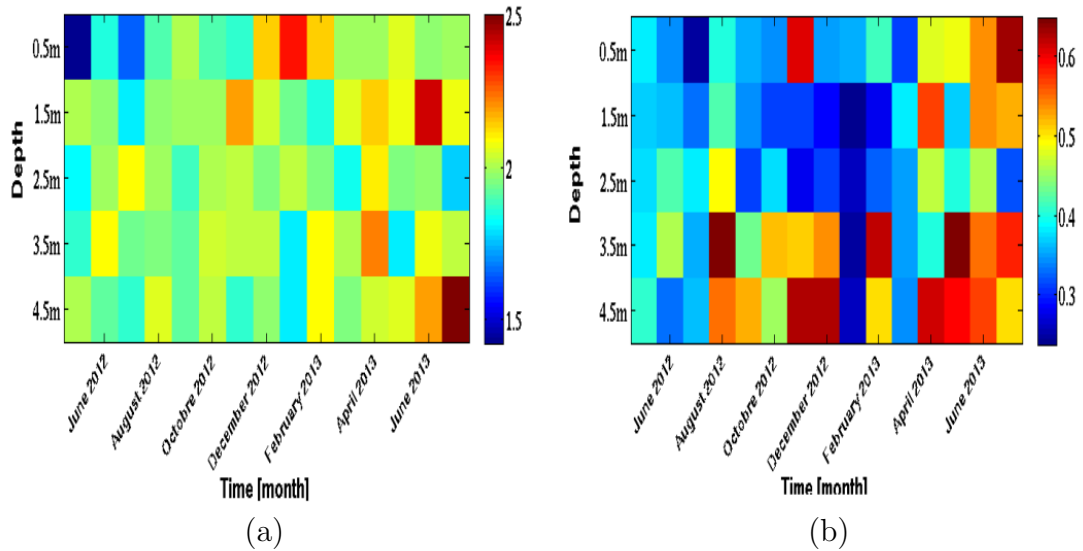 2.5
0.5m
1.5m
2.5m
3.5m
4.5m
Depth
2
1.5
June 2012
August 2012
Octobre 2012
December 2012
February 2013
April 2013
June 2013
Time [month]
(a)
0.5m
1.5m
2.5m
3.5m
4.5m
Depth
0.6
0.5
0.4
0.3
June 2012
August 2012
Octobre 2012
December 2012
February 2013
April 2013
June 2013
Time [month]
(b)